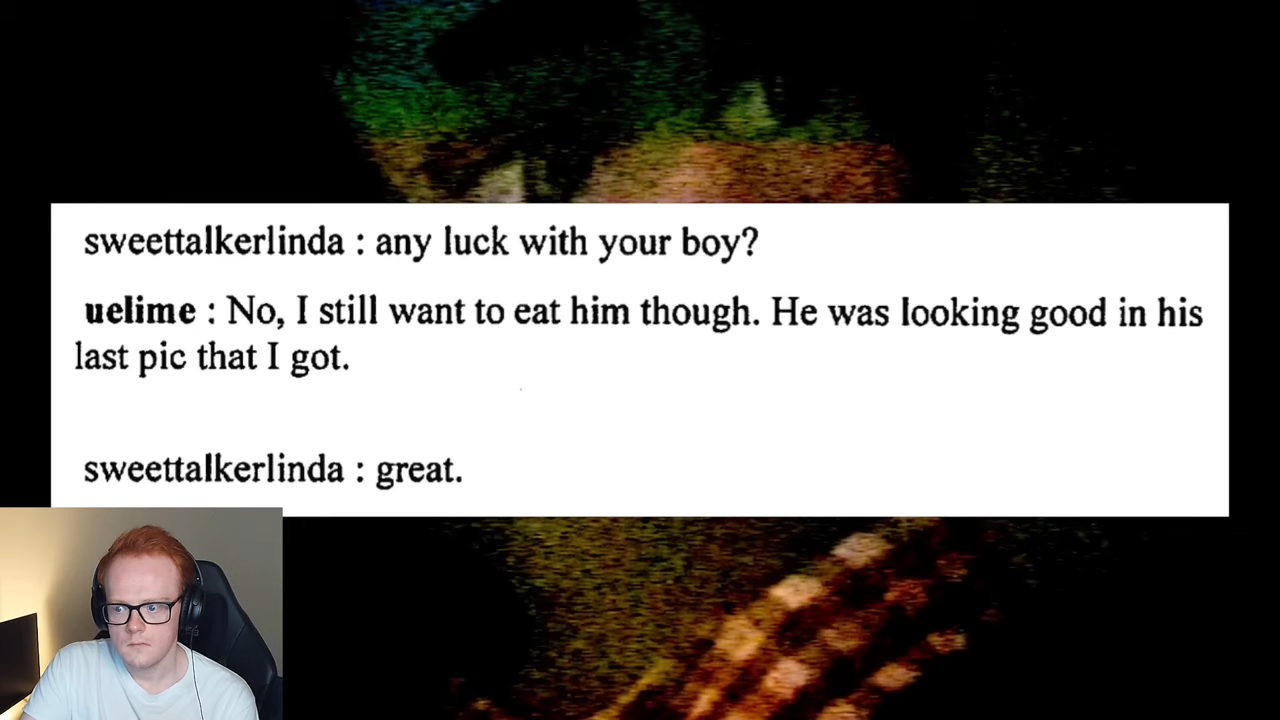 sweettalkerlinda : any luck with your boy?
uelime : No, I still want to eat him though. He was looking good in his
last pic that I got.
sweettalkerlinda : great.